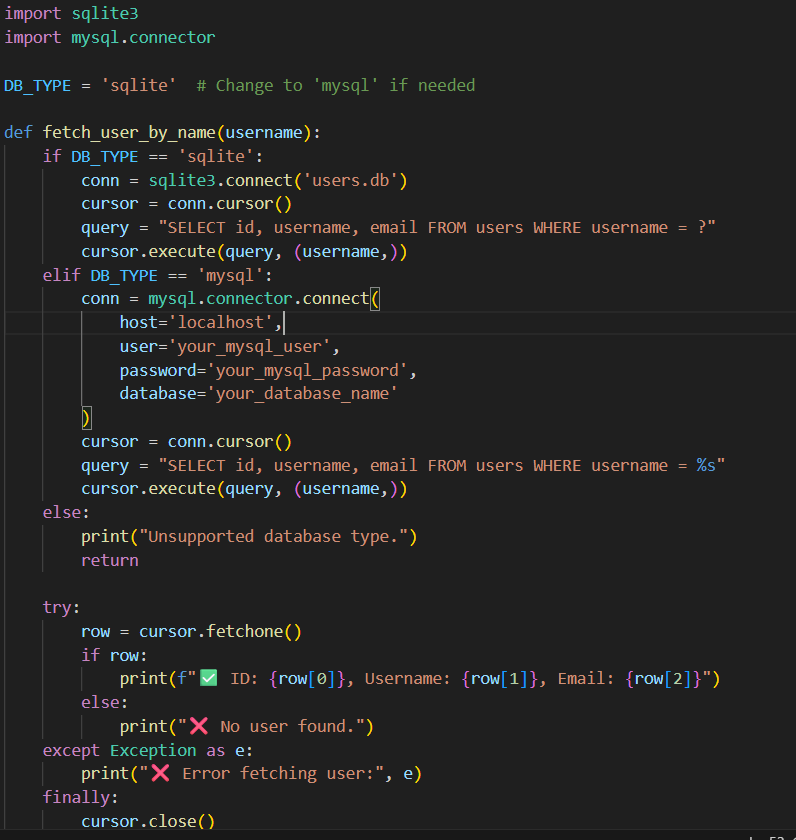 import sqlite3
import mysql.connector

DB_TYPE = 'sqlite'  # Change to 'mysql' if needed

def fetch_user_by_name(username):
    if DB_TYPE == 'sqlite':
        conn = sqlite3.connect('users.db')
        cursor = conn.cursor()
        query = "SELECT id, username, email FROM users WHERE username = ?"
        cursor.execute(query, (username,))
    elif DB_TYPE == 'mysql':
        conn = mysql.connector.connect(
            host='localhost',
            user='your_mysql_user',
            password='your_mysql_password',
            database='your_database_name'
        )
        cursor = conn.cursor()
        query = "SELECT id, username, email FROM users WHERE username = %s"
        cursor.execute(query, (username,))
    else:
        print("Unsupported database type.")
        return

    try:
        row = cursor.fetchone()
        if row:
            print(f"✅ ID: {row[0]}, Username: {row[1]}, Email: {row[2]}")
        else:
            print("❌ No user found.")
    except Exception as e:
        print("❌ Error fetching user:", e)
    finally:
        cursor.close()